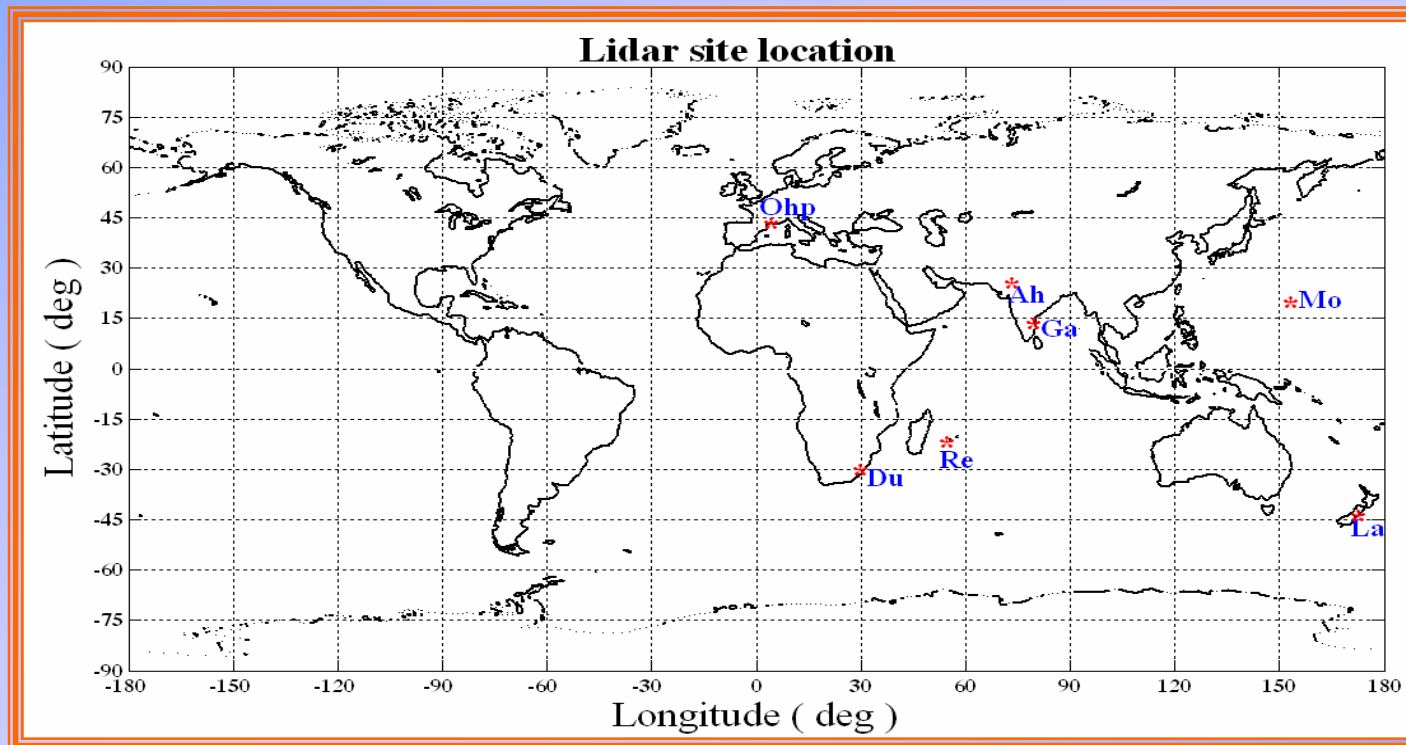 Lidar site location
90
75
60
45
30
15
0
-15
-30
-45
-60
-75
-90
Latitude ( deg )
Ohp
Ah
Mo
Ga
Re
Du
La
-180 -150 -120 -90 -60 -30 0 30 60 90 120 150 180
Longitude ( deg )